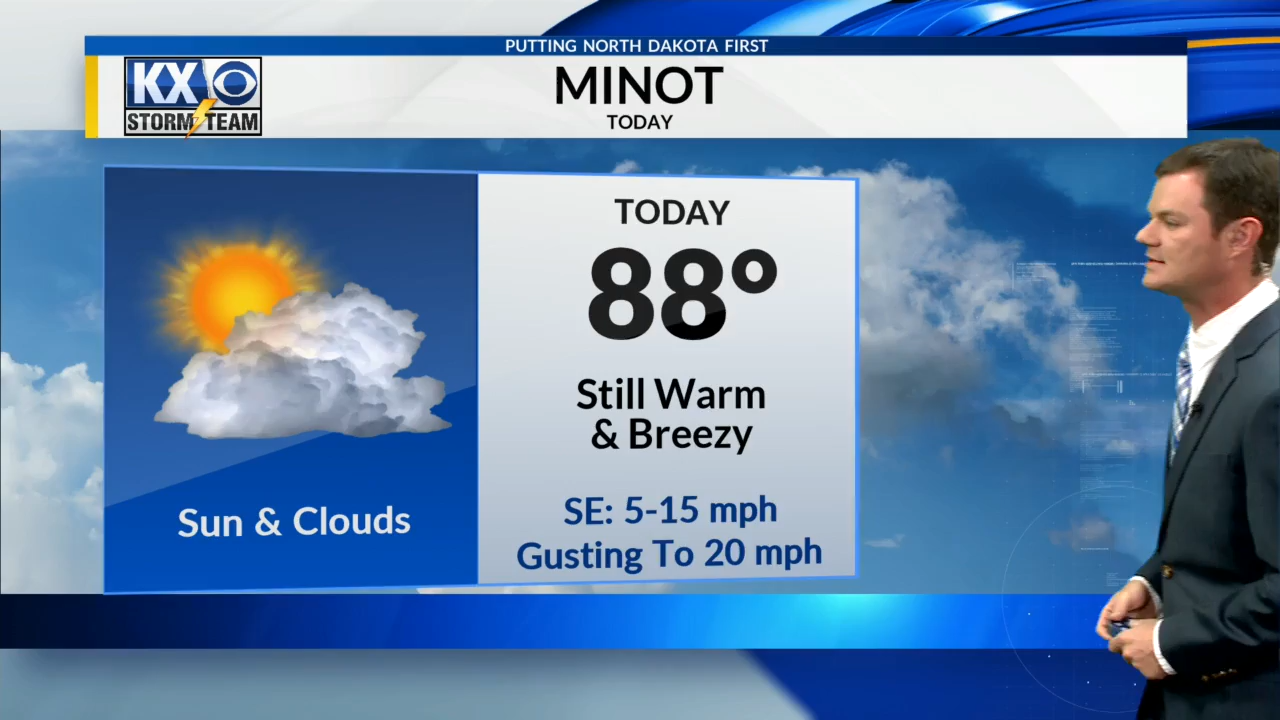 PUTTING NORTH DAKOTA FIRST
KX
STORM TEAM
MINOT
TODAY
TODAY
88°
Still Warm
& Breezy
SE: 5-15 mph
Gusting To 20 mph
Sun & Clouds